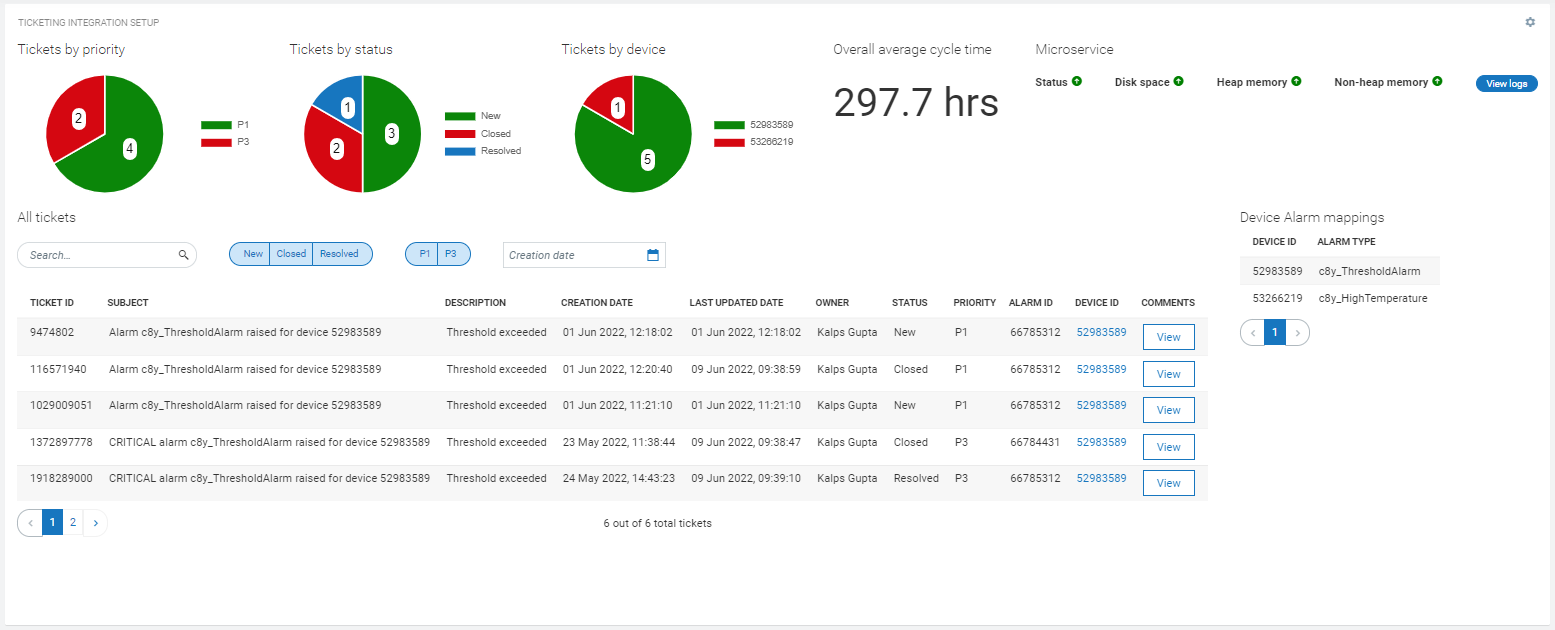 TICKETING INTEGRATION SETUP
Tickets by priority
2
4
P1
P3
Tickets by status
1
3
2
New
Closed
Resolved
Tickets by device
1
5
52983589
53266219
Overall average cycle time
297.7 hrs
Microservice
Status Disk space Heap memory Non-heap memory View logs
All tickets
Search... New Closed Resolved P1 P3 Creation date
TICKET ID SUBJECT DESCRIPTION CREATION DATE LAST UPDATED DATE OWNER STATUS PRIORITY ALARM ID DEVICE ID COMMENTS
9474802 Alarm c8y_ThresholdAlarm raised for device 52983589 Threshold exceeded 01 Jun 2022, 12:18:02 01 Jun 2022, 12:18:02 Kalps Gupta New P1 66785312 52983589 View
116571940 Alarm c8y_ThresholdAlarm raised for device 52983589 Threshold exceeded 01 Jun 2022, 12:20:40 09 Jun 2022, 09:38:59 Kalps Gupta Closed P1 66785312 52983589 View
1029009051 Alarm c8y_ThresholdAlarm raised for device 52983589 Threshold exceeded 01 Jun 2022, 11:21:10 01 Jun 2022, 11:21:10 Kalps Gupta New P1 66785312 52983589 View
1372897778 CRITICAL alarm c8y_ThresholdAlarm raised for device 52983589 Threshold exceeded 23 May 2022, 11:38:44 09 Jun 2022, 09:38:47 Kalps Gupta Closed P3 66784431 52983589 View
1918289000 CRITICAL alarm c8y_ThresholdAlarm raised for device 52983589 Threshold exceeded 24 May 2022, 14:43:23 09 Jun 2022, 09:39:10 Kalps Gupta Resolved P3 66785312 52983589 View
‹ 1 2 ›
6 out of 6 total tickets
Device Alarm mappings
DEVICE ID ALARM TYPE
52983589 c8y_ThresholdAlarm
53266219 c8y_HighTemperature
‹ 1 ›